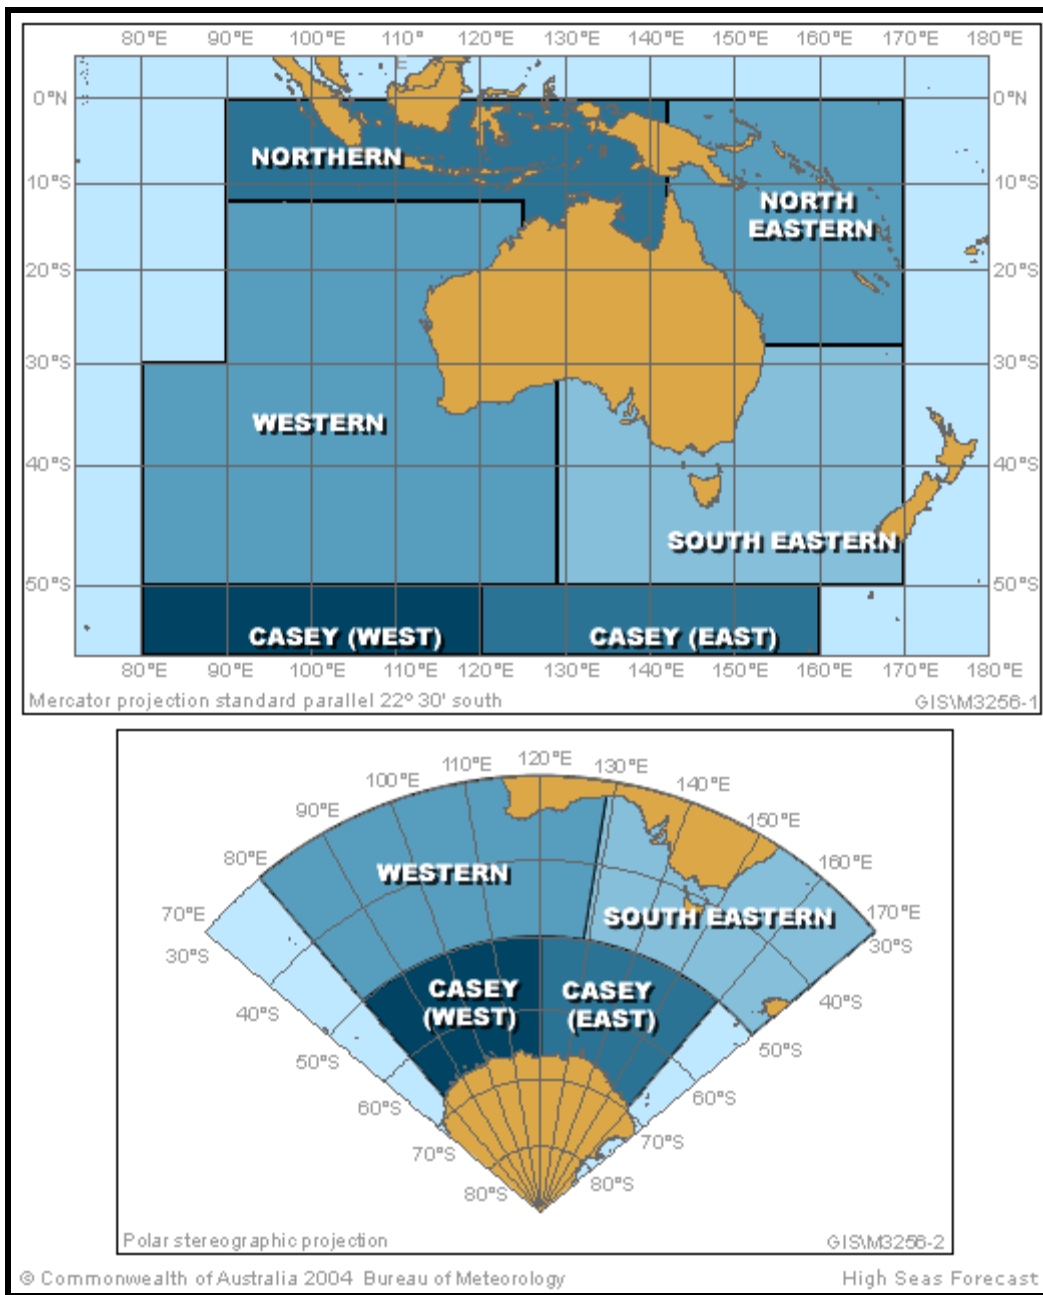 80°E 90°E 100°E 110° 120°E 130°E 140°E 150°E 160°E 170°E 180°E
E
0°N 0°N
NORTHERN
10°S 10°S
NORTH
EASTERN
20°S 20°S
30°S 30°S
WESTERN
40°S 40°S
SOUTH EASTERN
50°S 50°S
CASEY (WEST) CASEY (EAST)
80°E 90°E 100°E 110°E 120°E 130°E 140°E 150°E 160°E 170°E 180°E
Mercator projection standard parallel 22° 30' south GIS\M3256-1
120°E
110°E 130°E
100°E 140°E
90°E 150°E
80°E 160°E
WESTERN
70°E SOUTH EASTERN 170°E
30°S 30°S
CASEY
(WEST)
CASEY
(EAST)
40°S 40°S
50°S 50°S
60°S 60°S
70°S 70°S
80°S 80°S
Polar stereographic projection GIS\M3256-2
© Commonwealth of Australia 2004 Bureau of Meteorology High Seas Forecast